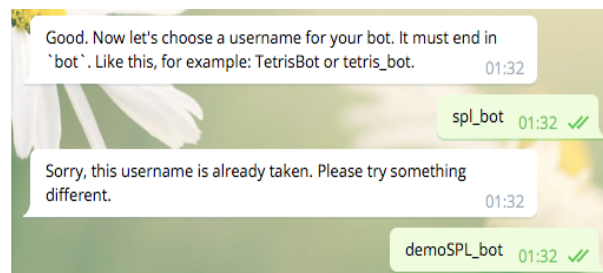 Good. Now let's choose a username for your bot. It must end in
`bot`. Like this, for example: TetrisBot or tetris_bot.
01:32
spl_bot 01:32
Sorry, this username is already taken. Please try something
different.
01:32
demoSPL_bot 01:32